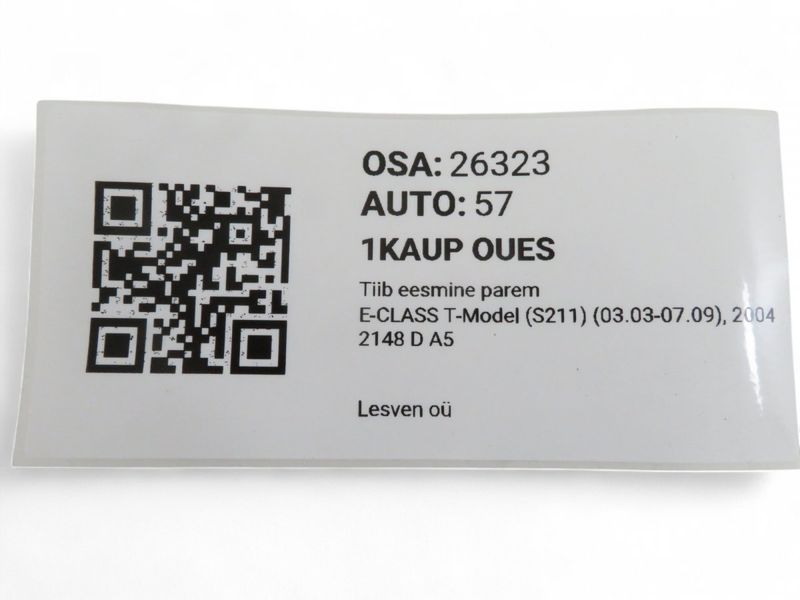 OSA: 26323
AUTO: 57
1KAUP OUES
Tiib eesmine parem
E-CLASS T-Model (S211) (03.03-07.09), 2004
2148 D A5
Lesven oü